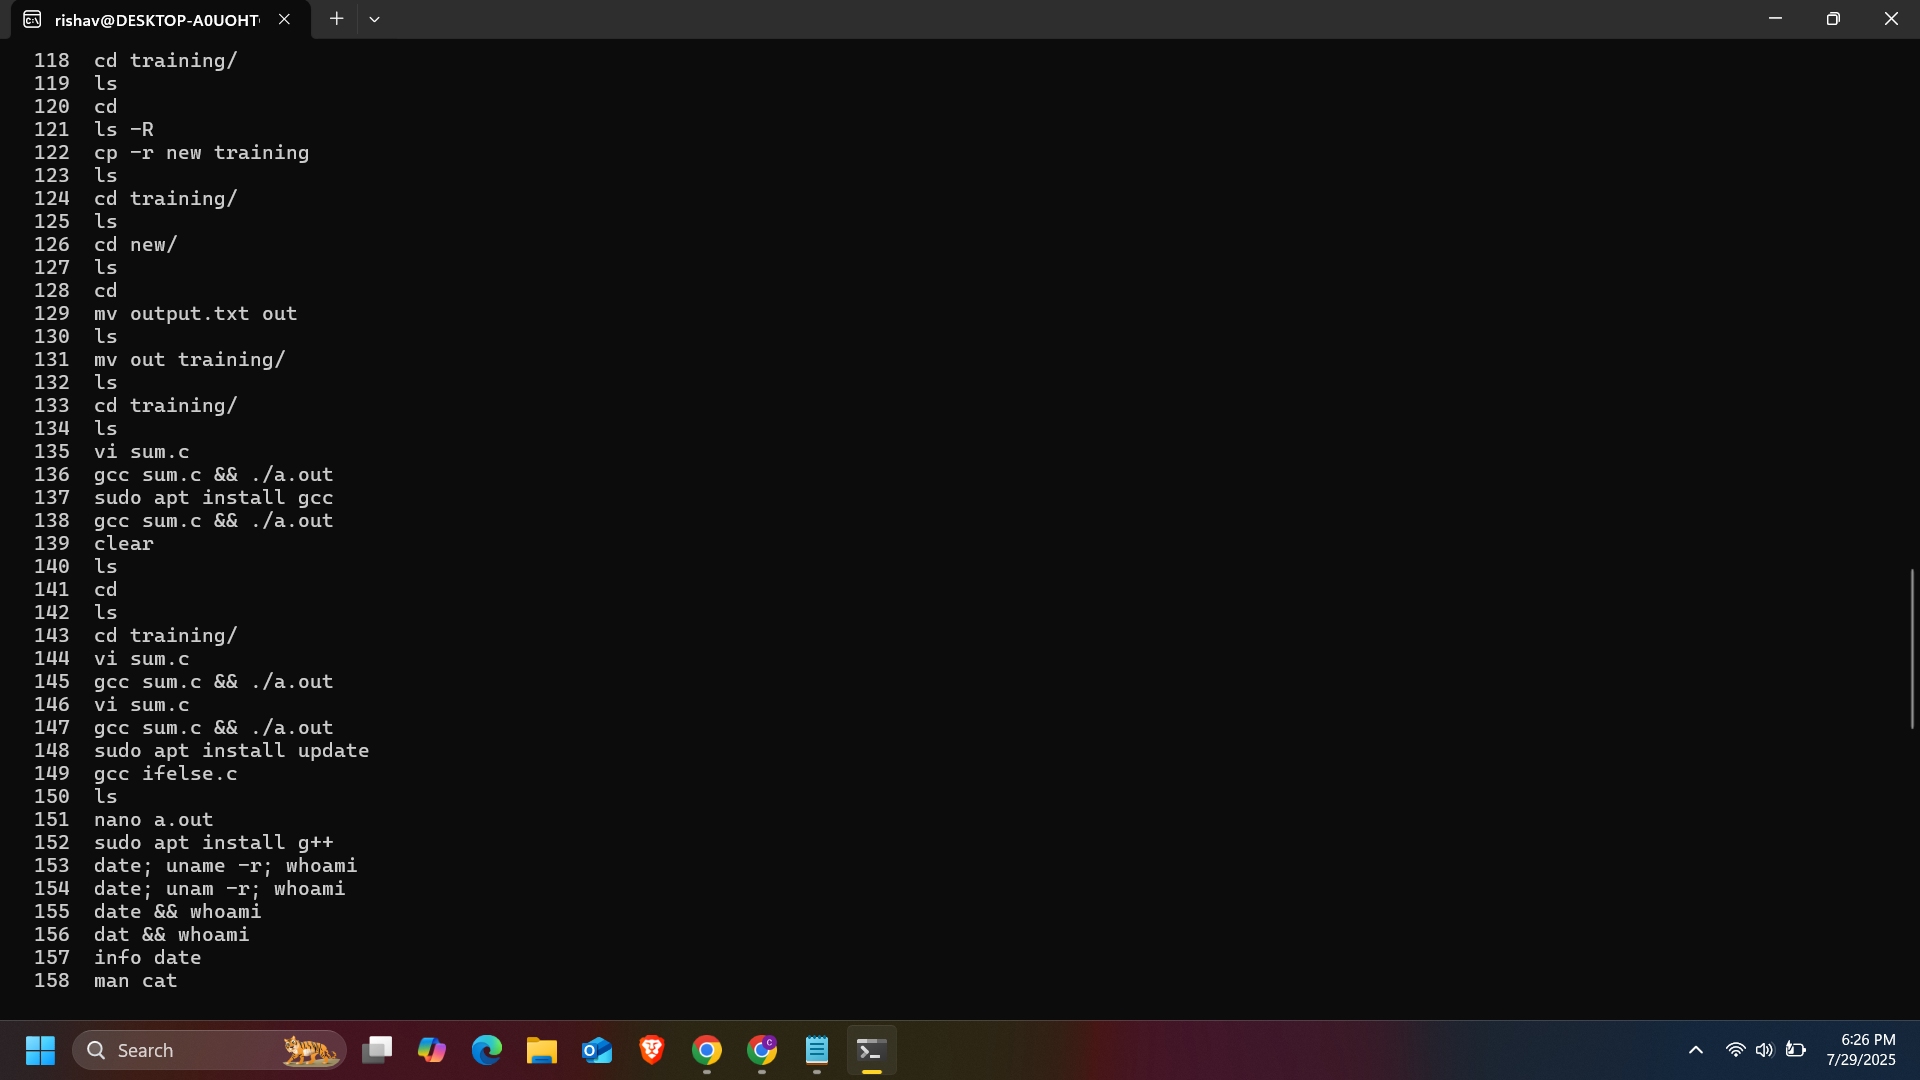 rishav@DESKTOP-A0UOHT
118 cd training/
119 ls
120 cd
121 ls -R
122 cp -r new training
123 ls
124 cd training/
125 ls
126 cd new/
127 ls
128 cd
129 mv output.txt out
130 ls
131 mv out training/
132 ls
133 cd training/
134 ls
135 vi sum.c
136 gcc sum.c && ./a.out
137 sudo apt install gcc
138 gcc sum.c && ./a.out
139 clear
140 ls
141 cd
142 ls
143 cd training/
144 vi sum.c
145 gcc sum.c && ./a.out
146 vi sum.c
147 gcc sum.c && ./a.out
148 sudo apt install update
149 gcc ifelse.c
150 ls
151 nano a.out
152 sudo apt install g++
153 date; uname -r; whoami
154 date; unam -r; whoami
155 date && whoami
156 dat && whoami
157 info date
158 man cat
Search
6:26 PM
7/29/2025